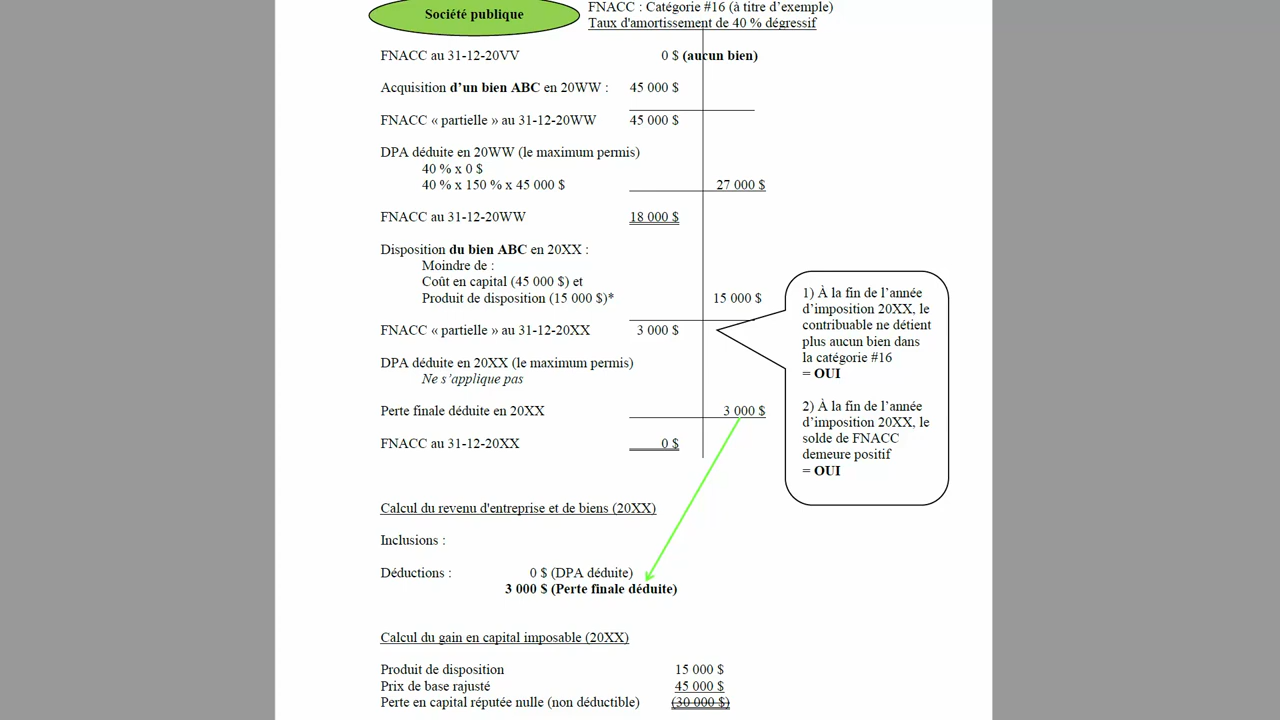 Société publique
FNACC : Catégorie #16 (à titre d'exemple)
Taux d'amortissement de 40 % dégressif
FNACC au 31-12-20VV 0 $ (aucun bien)
Acquisition d’un bien ABC en 20WW : 45 000 $
FNACC « partielle » au 31-12-20WW 45 000 $
DPA déduite en 20WW (le maximum permis)
40 % x 0 $
40 % x 150 % x 45 000 $ 27 000 $
FNACC au 31-12-20WW 18 000 $
Disposition du bien ABC en 20XX :
Moindre de :
Coût en capital (45 000 $) et
Produit de disposition (15 000 $)* 15 000 $
FNACC « partielle » au 31-12-20XX 3 000 $
DPA déduite en 20XX (le maximum permis)
Ne s’applique pas
Perte finale déduite en 20XX 3 000 $
FNACC au 31-12-20XX 0 $
1) À la fin de l’année
d’imposition 20XX, le
contribuable ne détient
plus aucun bien dans
la catégorie #16
= OUI
2) À la fin de l’année
d’imposition 20XX, le
solde de FNACC
demeure positif
= OUI
Calcul du revenu d'entreprise et de biens (20XX)
Inclusions :
Déductions : 0 $ (DPA déduite)
3 000 $ (Perte finale déduite)
Calcul du gain en capital imposable (20XX)
Produit de disposition 15 000 $
Prix de base rajusté 45 000 $
Perte en capital réputée nulle (non déductible) (30 000 $)